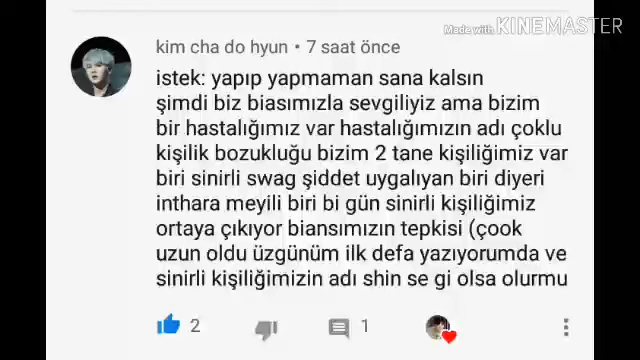 Made with KINEMASTER
kim cha do hyun • 7 saat önce
istek: yapıp yapmaman sana kalsın
şimdi biz biasımızla sevgiliyiz ama bizim
bir hastalığımız var hastalığımızın adı çoklu
kişilik bozukluğu bizim 2 tane kişiliğimiz var
biri sinirli swag şiddet uygalıyan biri diyeri
inthara meyili biri bi gün sinirli kişiliğimiz
ortaya çıkıyor biansımızın tepkisi (çook
uzun oldu üzgünüm ilk defa yazıyorumda ve
sinirli kişiliğimizin adı shin se gi olsa olurmu
2
1